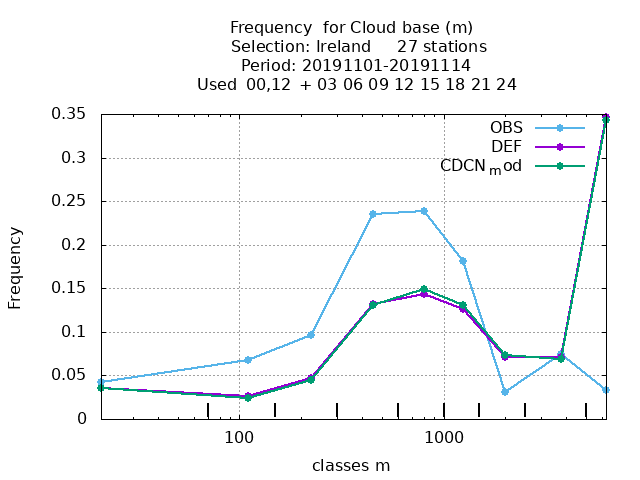 Frequency  for Cloud base (m)
Selection: Ireland     27 stations
Period: 20191101-20191114
Used  00,12  + 03 06 09 12 15 18 21 24
OBS
DEF
CDCNmod
0.35
0.3
0.25
0.2
0.15
0.1
0.05
0
Frequency
100
1000
classes m